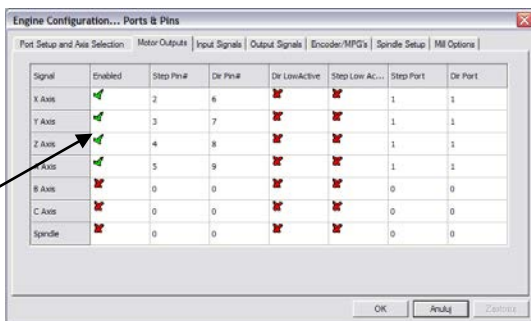 Engine Configuration... Ports & Pins
Port Setup and Axis Selection Motor Outputs Input Signals Output Signals Encoder/MPG's Spindle Setup Mill Options
Signal Enabled Step Pin# Dir Pin# Dir LowActive Step Low Ac... Step Port Dir Port
X Axis 2 6 1 1
Y Axis 3 7 1 1
Z Axis 4 8 1 1
A Axis 5 9 1 1
B Axis 0 0 0 0
C Axis 0 0 0 0
Spindle 0 0 0 0
OK Anuluj Zastosuj